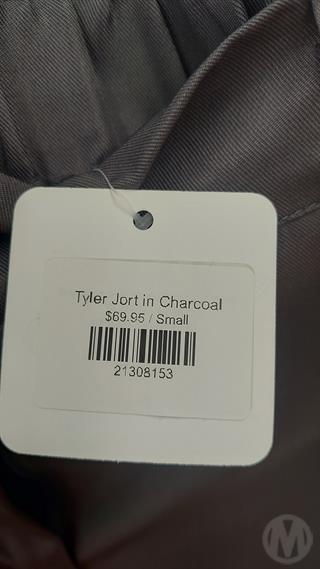 Tyler Jort in Charcoal
$69.95 / Small
21308153
M